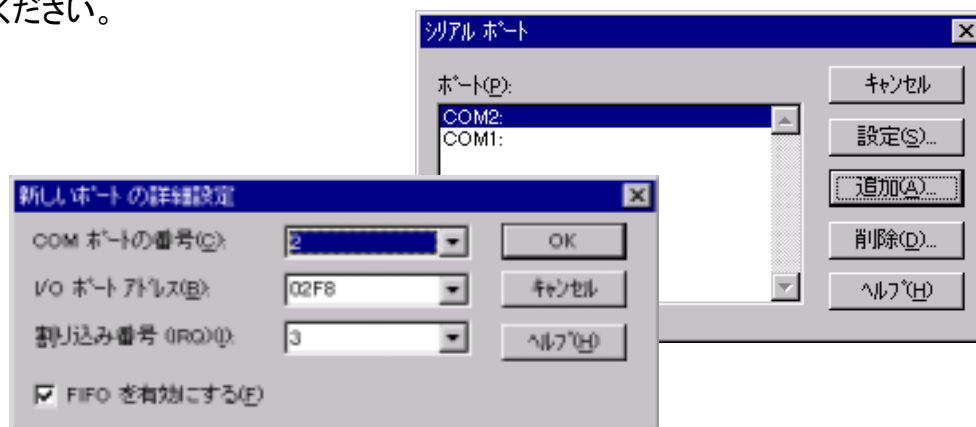 ください。
シリアル ポート
ポート(P):
COM2:
COM1:
キャンセル
設定(S)...
追加(A)...
削除(D)...
ヘルプ(H)
新しいポートの詳細設定
COM ポートの番号(C):
2
OK
I/O ポート アドレス(B):
02F8
キャンセル
割り込み番号 (IRQ)(I):
3
ヘルプ(H)
FIFO を有効にする(F)